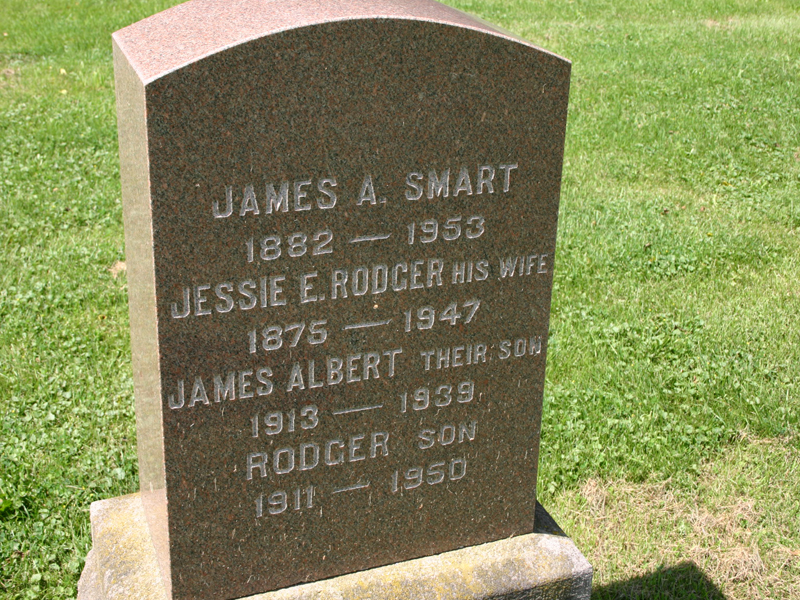 JAMES A. SMART
1882 — 1953
JESSIE E. RODGER HIS WIFE
1875 — 1947
JAMES ALBERT THEIR SON
1913 — 1939
RODGER SON
1911 — 1950